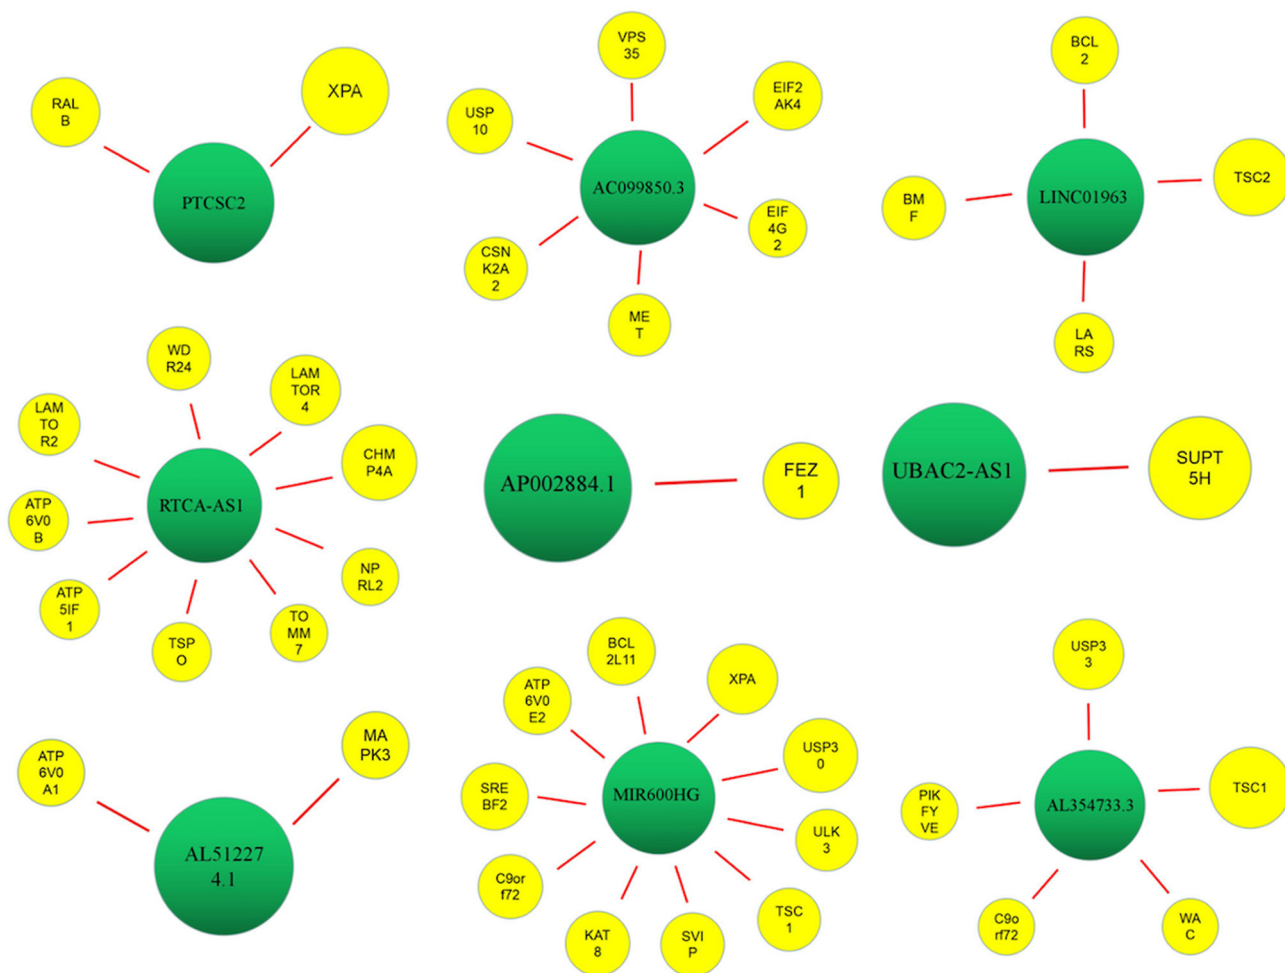 RAL
B
XPA
PTCSC2
VPS
35
EIF2
AK4
USP
10
AC099850.3
EIF
4G
2
CSN
K2A
2
ME
T
BCL
2
TSC2
BM
F
LINC01963
LA
RS
WD
R24
LAM
TOR
4
LAM
TO
R2
CHM
P4A
RTCA-AS1
ATP
6V0
B
NP
RL2
ATP
5IF
1
TSP
O
TO
MM
7
AP002884.1
FEZ
1
UBAC2-AS1
SUPT
5H
ATP
6V0
A1
MA
PK3
AL51227
4.1
BCL
2L11
XPA
ATP
6V0
E2
USP3
0
SRE
BF2
MIR600HG
ULK
3
C9or
f72
TSC
1
KAT
8
SVI
P
USP3
3
PIK
FY
VE
AL354733.3
TSC1
C9o
rf72
WA
C